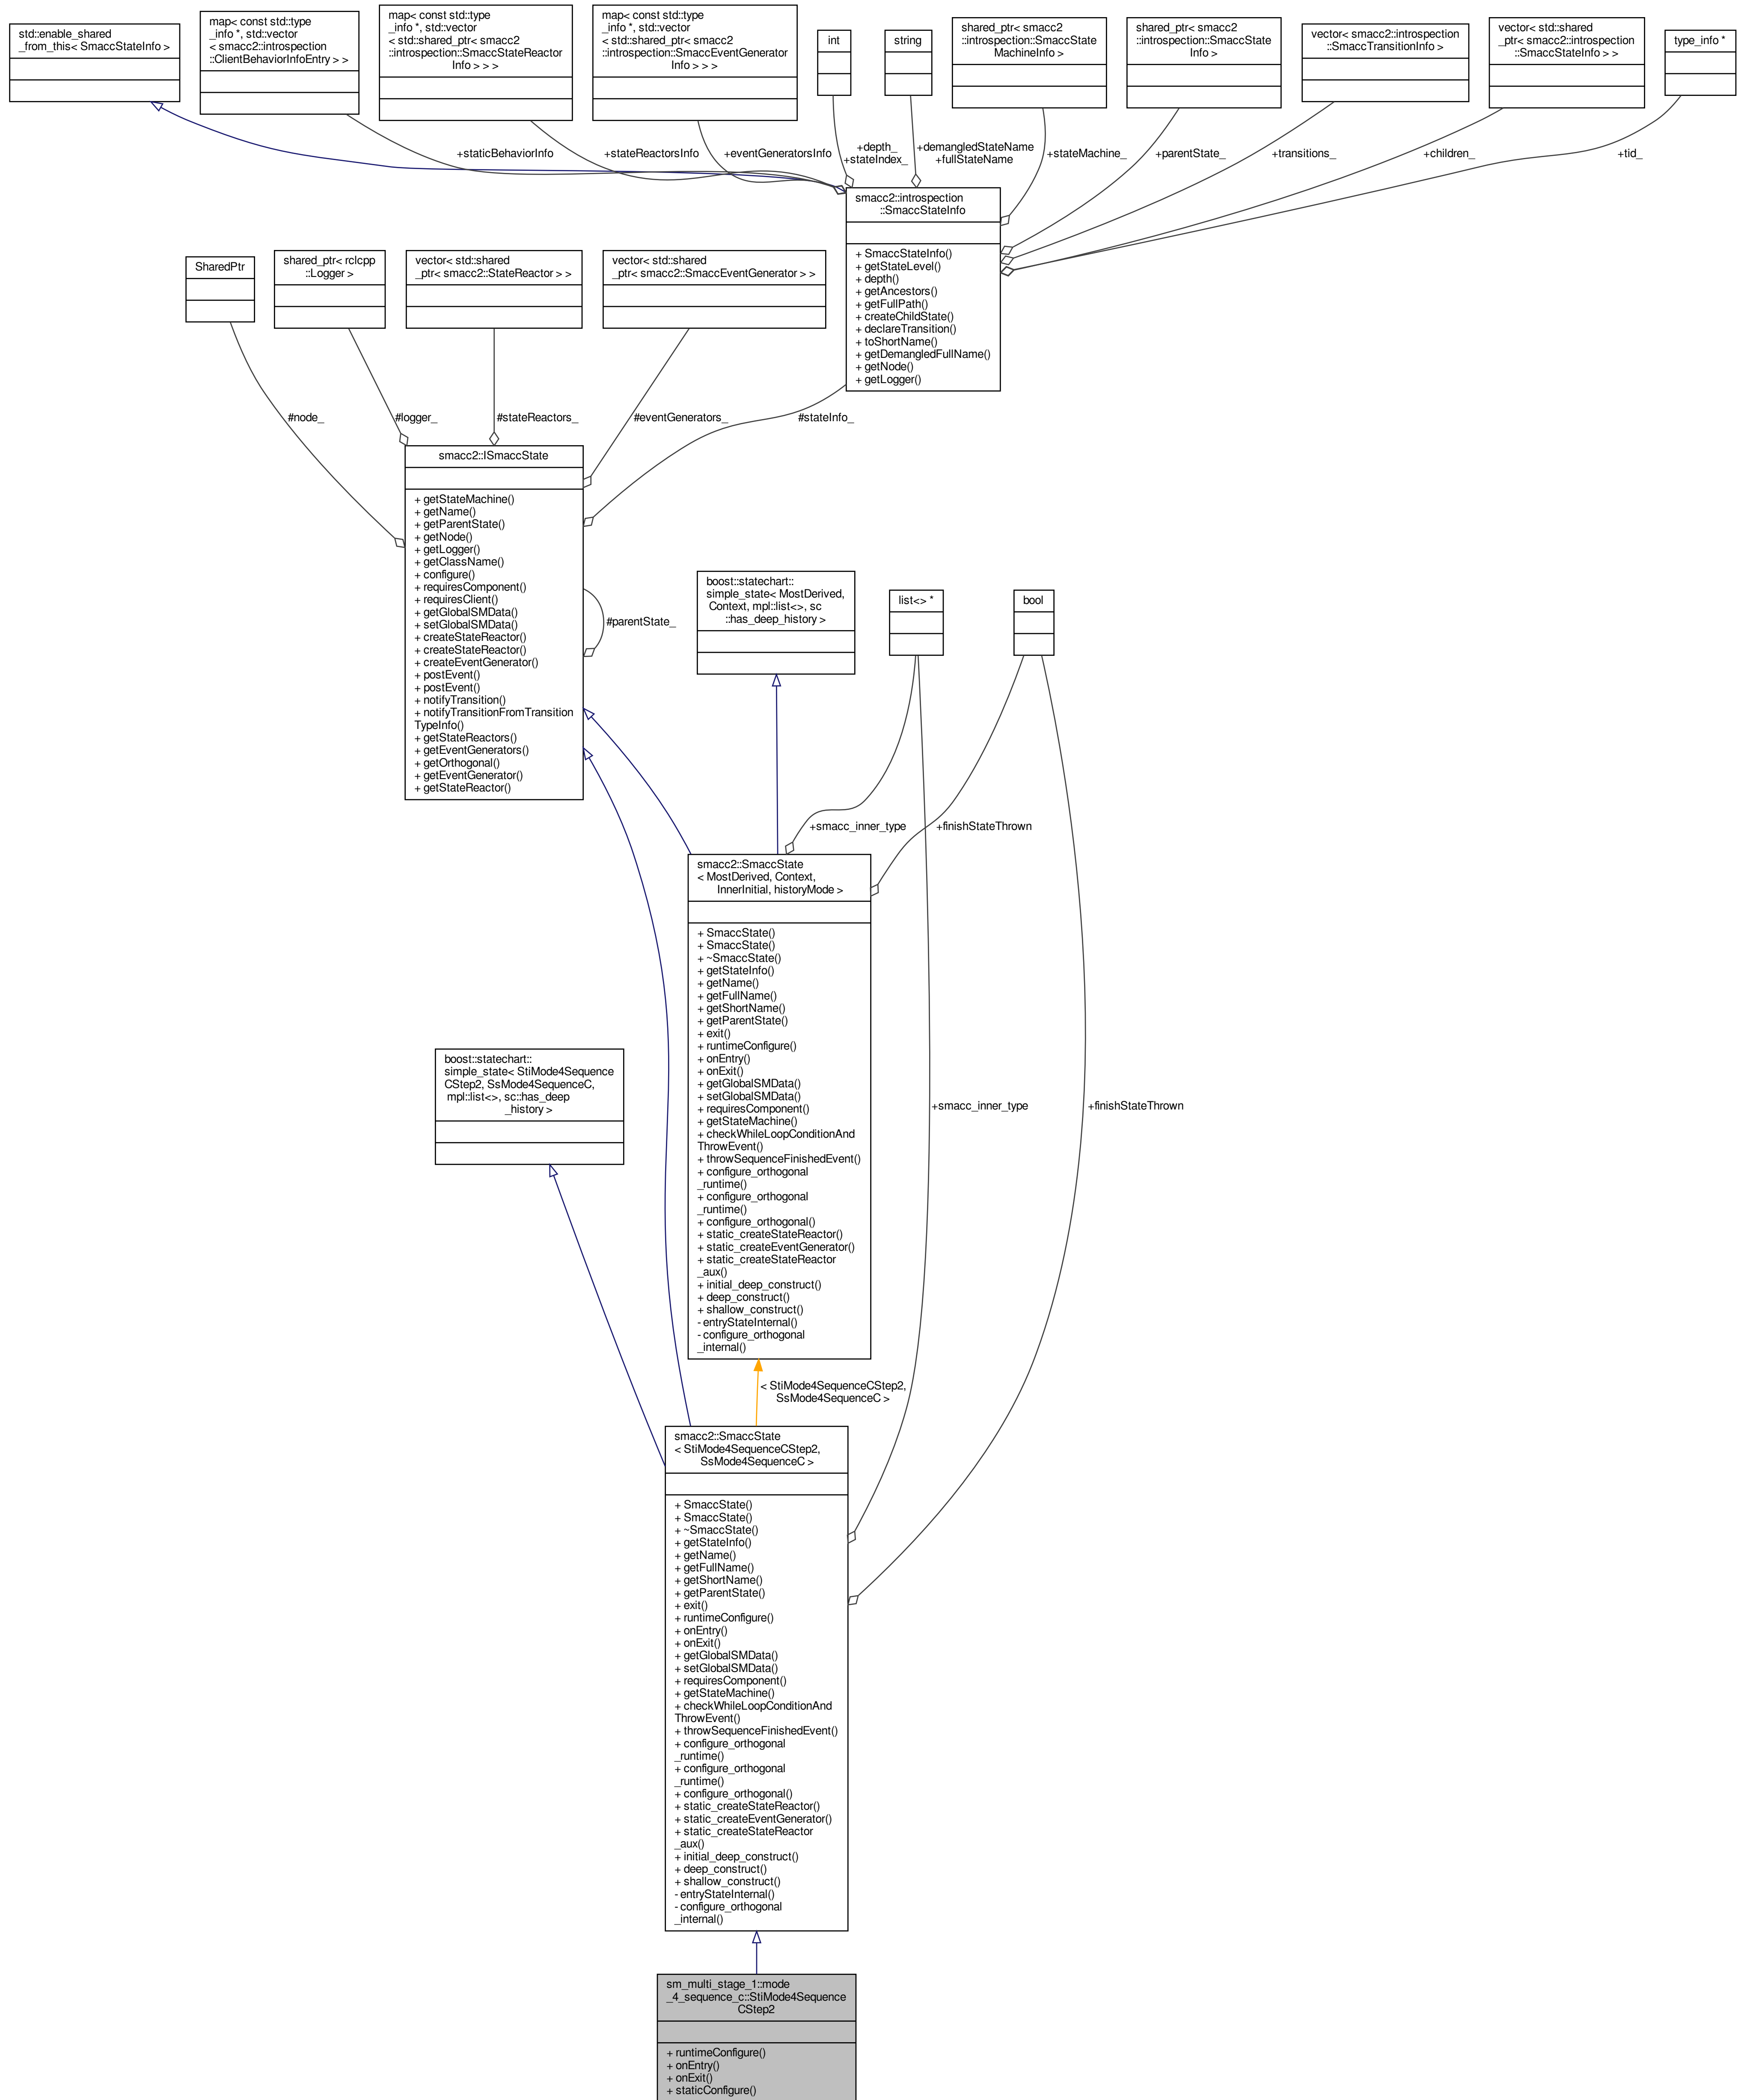 std::enable_shared
_from_this< SmaccStateInfo >
map< const std::type
_info *, std::vector
< smacc2::introspection
::ClientBehaviorInfoEntry > >
map< const std::type
_info *, std::vector
< std::shared_ptr< smacc2
::introspection::SmaccStateReactor
Info > > >
map< const std::type
_info *, std::vector
< std::shared_ptr< smacc2
::introspection::SmaccEventGenerator
Info > > >
int
string
shared_ptr< smacc2
::introspection::SmaccState
MachineInfo >
shared_ptr< smacc2
::introspection::SmaccState
Info >
vector< smacc2::introspection
::SmaccTransitionInfo >
vector< std::shared
_ptr< smacc2::introspection
::SmaccStateInfo > >
type_info *
+staticBehaviorInfo
+stateReactorsInfo
+eventGeneratorsInfo
+depth_
+stateIndex_
+demangledStateName
+fullStateName
+stateMachine_
+parentState_
+transitions_
+children_
+tid_
smacc2::introspection
::SmaccStateInfo
+ SmaccStateInfo()
+ getStateLevel()
+ depth()
+ getAncestors()
+ getFullPath()
+ createChildState()
+ declareTransition()
+ toShortName()
+ getDemangledFullName()
+ getNode()
+ getLogger()
SharedPtr
shared_ptr< rclcpp
::Logger >
vector< std::shared
_ptr< smacc2::StateReactor > >
vector< std::shared
_ptr< smacc2::SmaccEventGenerator > >
#node_
#logger_
#stateReactors_
#eventGenerators_
#stateInfo_
smacc2::ISmaccState
+ getStateMachine()
+ getName()
+ getParentState()
+ getNode()
+ getLogger()
+ getClassName()
+ configure()
+ requiresComponent()
+ requiresClient()
+ getGlobalSMData()
+ setGlobalSMData()
+ createStateReactor()
+ createStateReactor()
+ createEventGenerator()
+ postEvent()
+ postEvent()
+ notifyTransition()
+ notifyTransitionFromTransition
TypeInfo()
+ getStateReactors()
+ getEventGenerators()
+ getOrthogonal()
+ getEventGenerator()
+ getStateReactor()
#parentState_
boost::statechart::
simple_state< MostDerived,
Context, mpl::list<>, sc
::has_deep_history >
list<> *
bool
+smacc_inner_type
+finishStateThrown
smacc2::SmaccState
< MostDerived, Context,
InnerInitial, historyMode >
+ SmaccState()
+ SmaccState()
+ ~SmaccState()
+ getStateInfo()
+ getName()
+ getFullName()
+ getShortName()
+ getParentState()
+ exit()
+ runtimeConfigure()
+ onEntry()
+ onExit()
+ getGlobalSMData()
+ setGlobalSMData()
+ requiresComponent()
+ getStateMachine()
+ checkWhileLoopConditionAnd
ThrowEvent()
+ throwSequenceFinishedEvent()
+ configure_orthogonal
_runtime()
+ configure_orthogonal
_runtime()
+ configure_orthogonal()
+ static_createStateReactor()
+ static_createEventGenerator()
+ static_createStateReactor
_aux()
+ initial_deep_construct()
+ deep_construct()
+ shallow_construct()
- entryStateInternal()
- configure_orthogonal
_internal()
boost::statechart::
simple_state< StiMode4Sequence
CStep2, SsMode4SequenceC,
mpl::list<>, sc::has_deep
_history >
+smacc_inner_type
+finishStateThrown
< StiMode4SequenceCStep2,
SsMode4SequenceC >
smacc2::SmaccState
< StiMode4SequenceCStep2,
SsMode4SequenceC >
+ SmaccState()
+ SmaccState()
+ ~SmaccState()
+ getStateInfo()
+ getName()
+ getFullName()
+ getShortName()
+ getParentState()
+ exit()
+ runtimeConfigure()
+ onEntry()
+ onExit()
+ getGlobalSMData()
+ setGlobalSMData()
+ requiresComponent()
+ getStateMachine()
+ checkWhileLoopConditionAnd
ThrowEvent()
+ throwSequenceFinishedEvent()
+ configure_orthogonal
_runtime()
+ configure_orthogonal
_runtime()
+ configure_orthogonal()
+ static_createStateReactor()
+ static_createEventGenerator()
+ static_createStateReactor
_aux()
+ initial_deep_construct()
+ deep_construct()
+ shallow_construct()
- entryStateInternal()
- configure_orthogonal
_internal()
sm_multi_stage_1::mode
_4_sequence_c::StiMode4Sequence
CStep2
+ runtimeConfigure()
+ onEntry()
+ onExit()
+ staticConfigure()